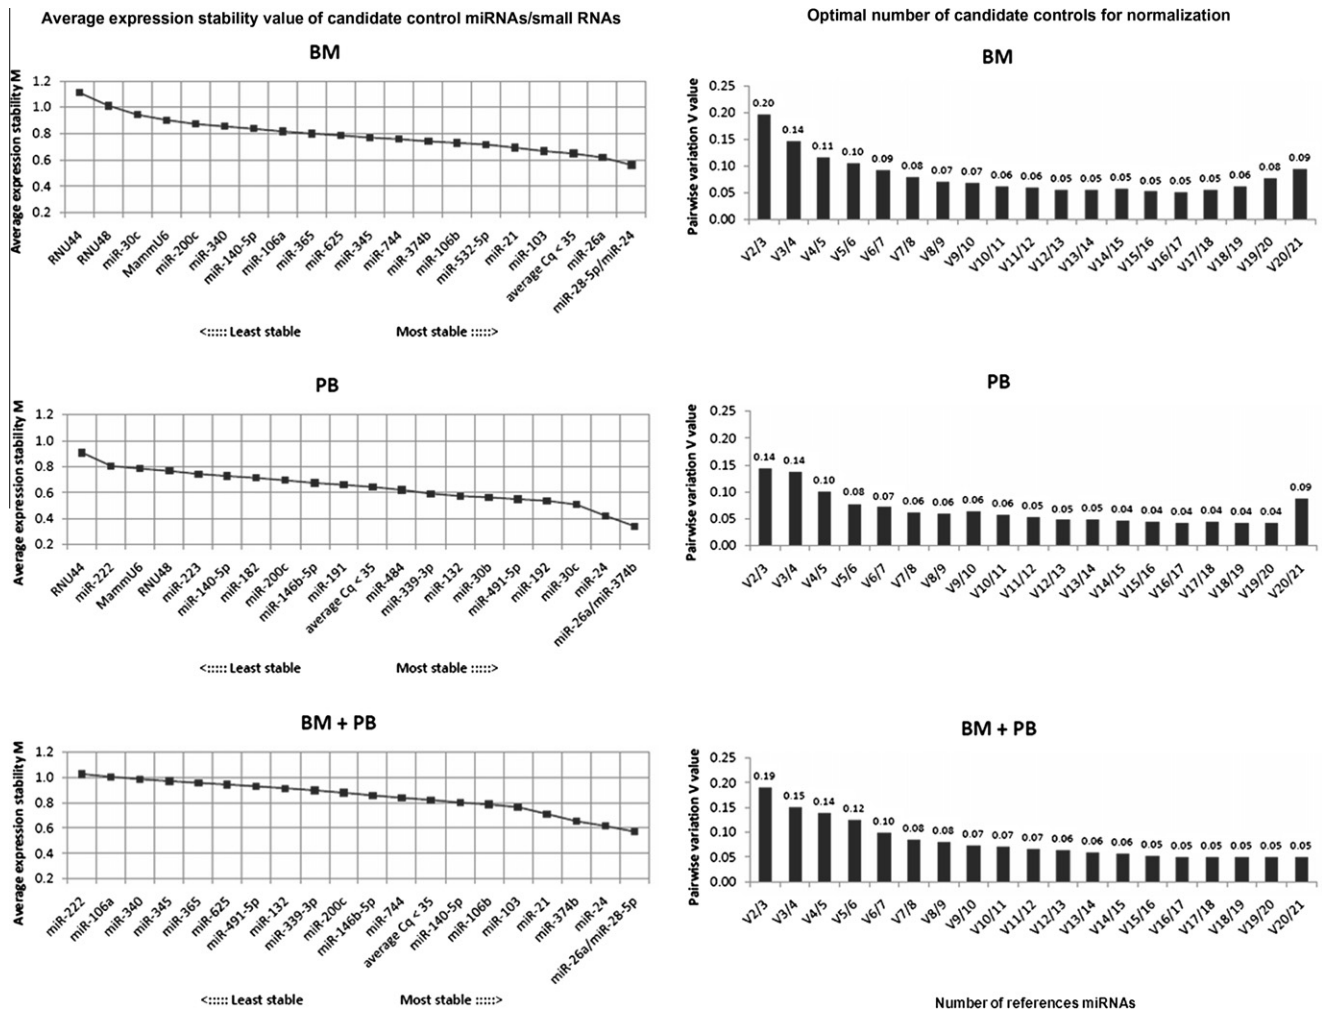 Average expression stability value of candidate control miRNAs/small RNAs
BM
Average expression stability M
1.2
1.0
0.8
0.6
0.4
0.2
RNU44
RNU48
miR-30c
MammU6
miR-200c
miR-340
miR-140-5p
miR-106a
miR-365
miR-625
miR-345
miR-744
miR-374b
miR-106b
miR-532-5p
miR-21
miR-103
average Cq < 35
miR-26a
miR-28-5p/miR-24
<::::: Least stable
Most stable :::::>
PB
Average expression stability M
1.2
1.0
0.8
0.6
0.4
0.2
RNU44
miR-222
MammU6
RNU48
miR-223
miR-140-5p
miR-182
miR-200c
miR-146b-5p
miR-191
average Cq < 35
miR-484
miR-339-3p
miR-132
miR-30b
miR-491-5p
miR-192
miR-30c
miR-24
miR-26a/miR-374b
<::::: Least stable
Most stable :::::>
BM + PB
Average expression stability M
1.2
1.0
0.8
0.6
0.4
0.2
miR-222
miR-106a
miR-340
miR-345
miR-365
miR-625
miR-491-5p
miR-132
miR-339-3p
miR-200c
miR-146b-5p
miR-744
average Cq < 35
miR-140-5p
miR-106b
miR-103
miR-21
miR-374b
miR-24
miR-26a/miR-28-5p
<::::: Least stable
Most stable :::::>
Optimal number of candidate controls for normalization
BM
Pairwise variation V value
0.25
0.20
0.15
0.10
0.05
0.00
0.20 0.14 0.11 0.10 0.09 0.08 0.07 0.07 0.06 0.06 0.05 0.05 0.05 0.05 0.05 0.05 0.06 0.08 0.09
V2/3 V3/4 V4/5 V5/6 V6/7 V7/8 V8/9 V9/10 V10/11 V11/12 V12/13 V13/14 V14/15 V15/16 V16/17 V17/18 V18/19 V19/20 V20/21
PB
Pairwise variation V value
0.25
0.20
0.15
0.10
0.05
0.00
0.14 0.14 0.10 0.08 0.07 0.06 0.06 0.06 0.06 0.05 0.05 0.05 0.04 0.04 0.04 0.04 0.04 0.04 0.09
V2/3 V3/4 V4/5 V5/6 V6/7 V7/8 V8/9 V9/10 V10/11 V11/12 V12/13 V13/14 V14/15 V15/16 V16/17 V17/18 V18/19 V19/20 V20/21
BM + PB
Pairwise variation V value
0.25
0.20
0.15
0.10
0.05
0.00
0.19 0.15 0.14 0.12 0.10 0.08 0.08 0.07 0.07 0.07 0.06 0.06 0.06 0.05 0.05 0.05 0.05 0.05 0.05
V2/3 V3/4 V4/5 V5/6 V6/7 V7/8 V8/9 V9/10 V10/11 V11/12 V12/13 V13/14 V14/15 V15/16 V16/17 V17/18 V18/19 V19/20 V20/21
Number of references miRNAs